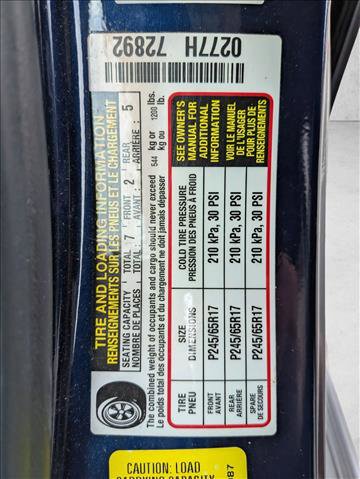 0277H 72892
TIRE AND LOADING INFORMATION
RENSEIGNEMENTS SUR LES PNEUS ET LE CHARGEMENT
SEATING CAPACITY TOTAL 7 FRONT 2 REAR 5
NOMBRE DE PLACES TOTAL AVANT ARRIÈRE
The combined weight of occupants and cargo should never exceed 544 kg or 1200 lbs.
Le poids total des occupants et du chargement ne doit jamais dépasser kg ou lb.
TIRE SIZE COLD TIRE PRESSURE SEE OWNER'S
PNEU DIMENSIONS PRESSION DES PNEUS À FROID MANUAL FOR
FRONT P245/65R17 210 kPa, 30 PSI ADDITIONAL
AVANT INFORMATION
REAR P245/65R17 210 kPa, 30 PSI VOIR LE MANUEL
ARRIÈRE DE L'USAGER
SPARE P245/65R17 210 kPa, 30 PSI POUR PLUS DE
DE SECOURS RENSEIGNEMENTS
CAUTION: LOAD
CARRYING CAPACITY